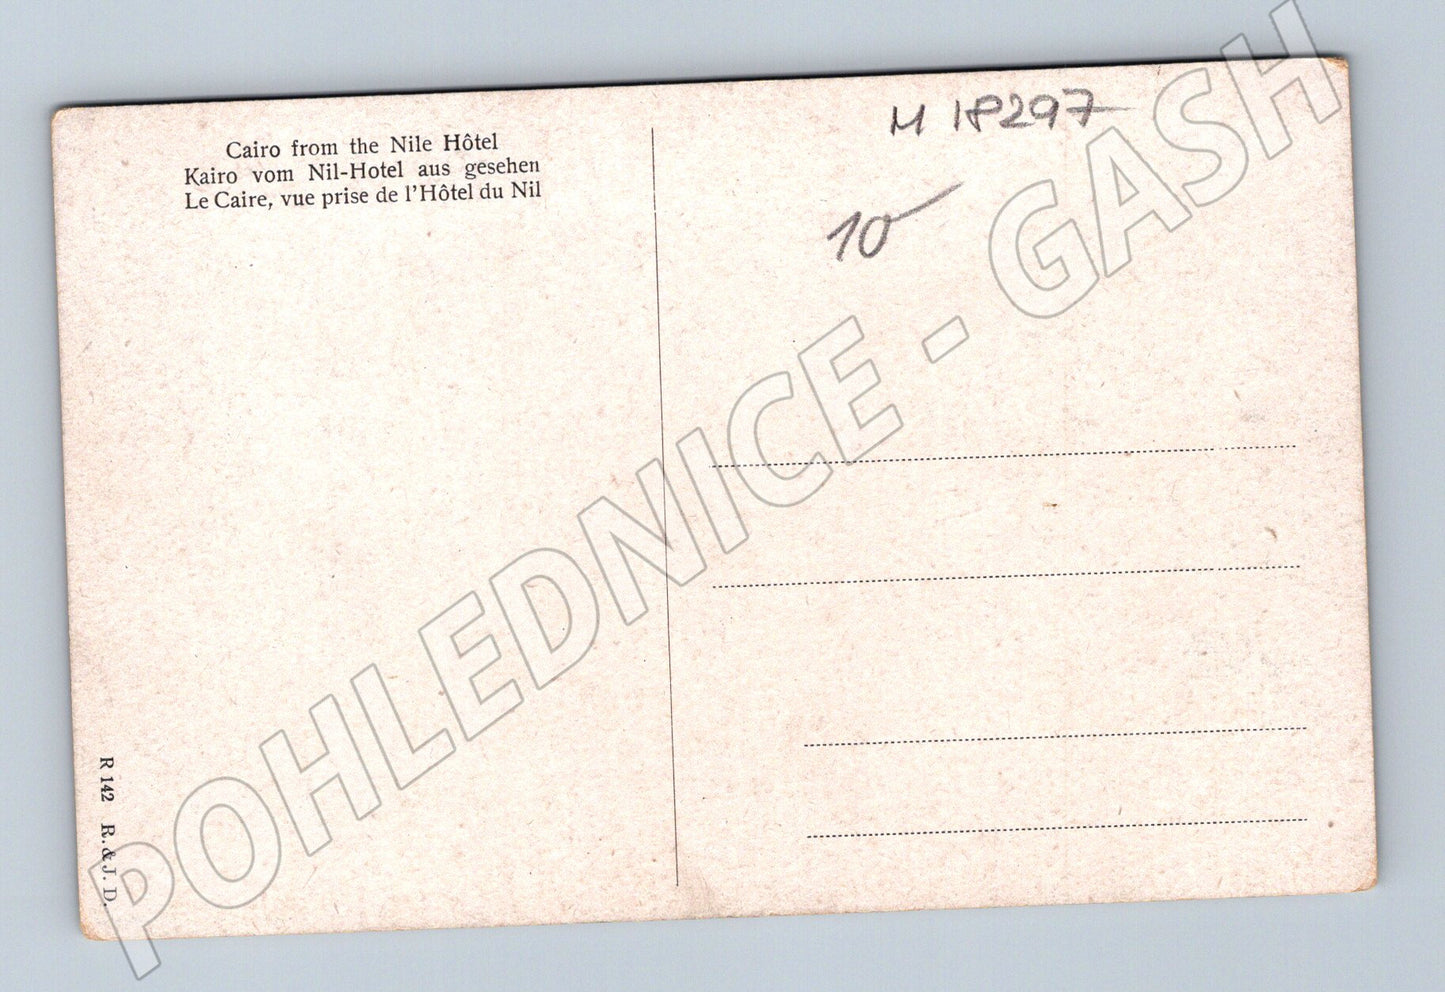 Cairo from the Nile Hôtel
Kairo vom Nil-Hotel aus gesehen
Le Caire, vue prise de l'Hôtel du Nil
M 18297
10
R 142 R. & J. D.
POHLEDNICE - GASH